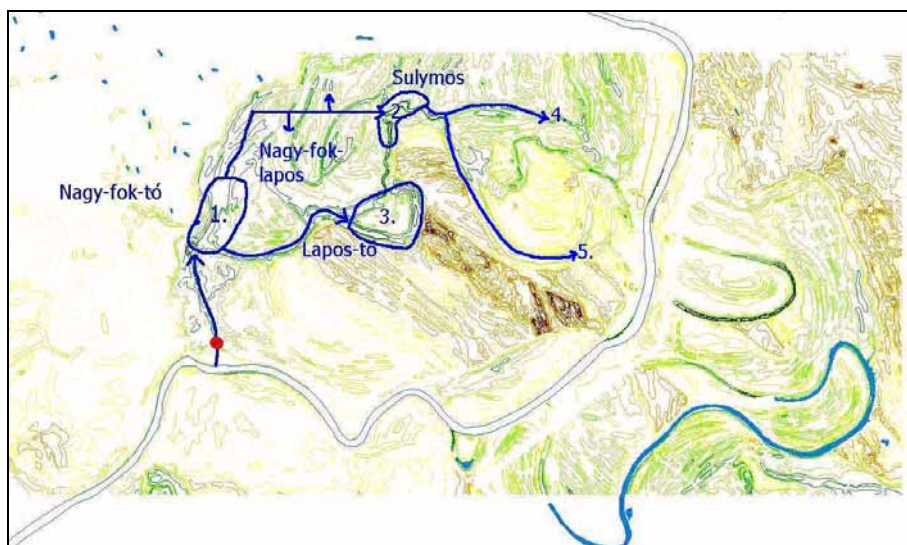 Sulymos
2.
4.
Nagy-fok-
lapos
Nagy-fok-tó
1.
3.
Lapos-tó
5.